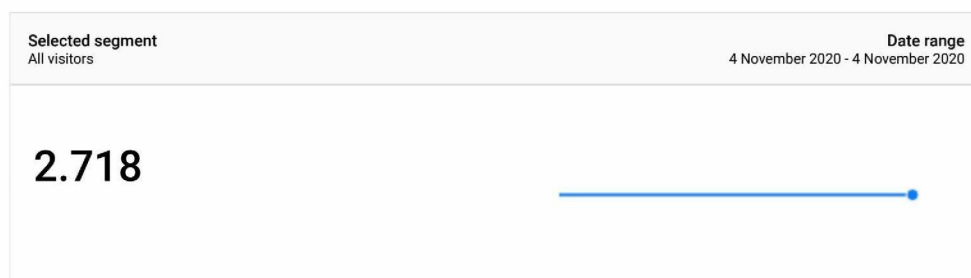 Selected segment
All visitors
Date range
4 November 2020 - 4 November 2020
2.718